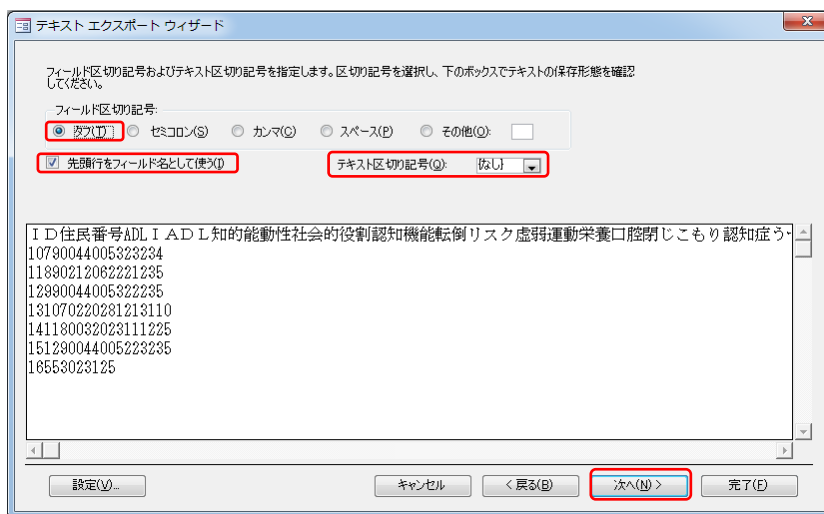 テキスト エクスポート ウィザード
フィールド区切り記号およびテキスト区切り記号を指定します。区切り記号を選択し、下のボックスでテキストの保存形態を確認
してください。
フィールド区切り記号:
タブ(T) セミコロン(S) カンマ(C) スペース(P) その他(O):
先頭行をフィールド名として使う(I) テキスト区切り記号(Q): {なし}
ＩＤ住民番号ADLＩＡＤＬ知的能動性社会的役割認知機能転倒リスク虚弱運動栄養口腔閉じこもり認知症う
10790044005323234
11890212062221235
12990044005322235
131070220281213110
141180032023111225
151290044005223235
16553023125
設定(V)... キャンセル < 戻る(B) 次へ(N) > 完了(F)